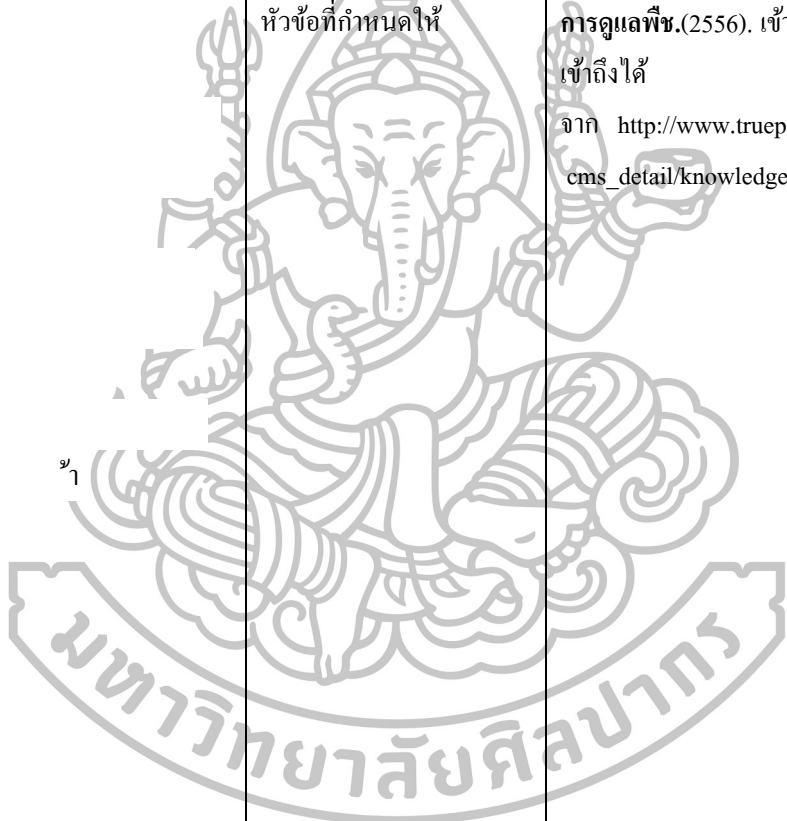 หัวข้อที่กำหนดให้
การดูแลพืช.(2556). เข้า
เข้าถึงได้
จาก http://www.truep
cms_detail/knowledge
้า
มหาวิทยาลัยศิลปากร